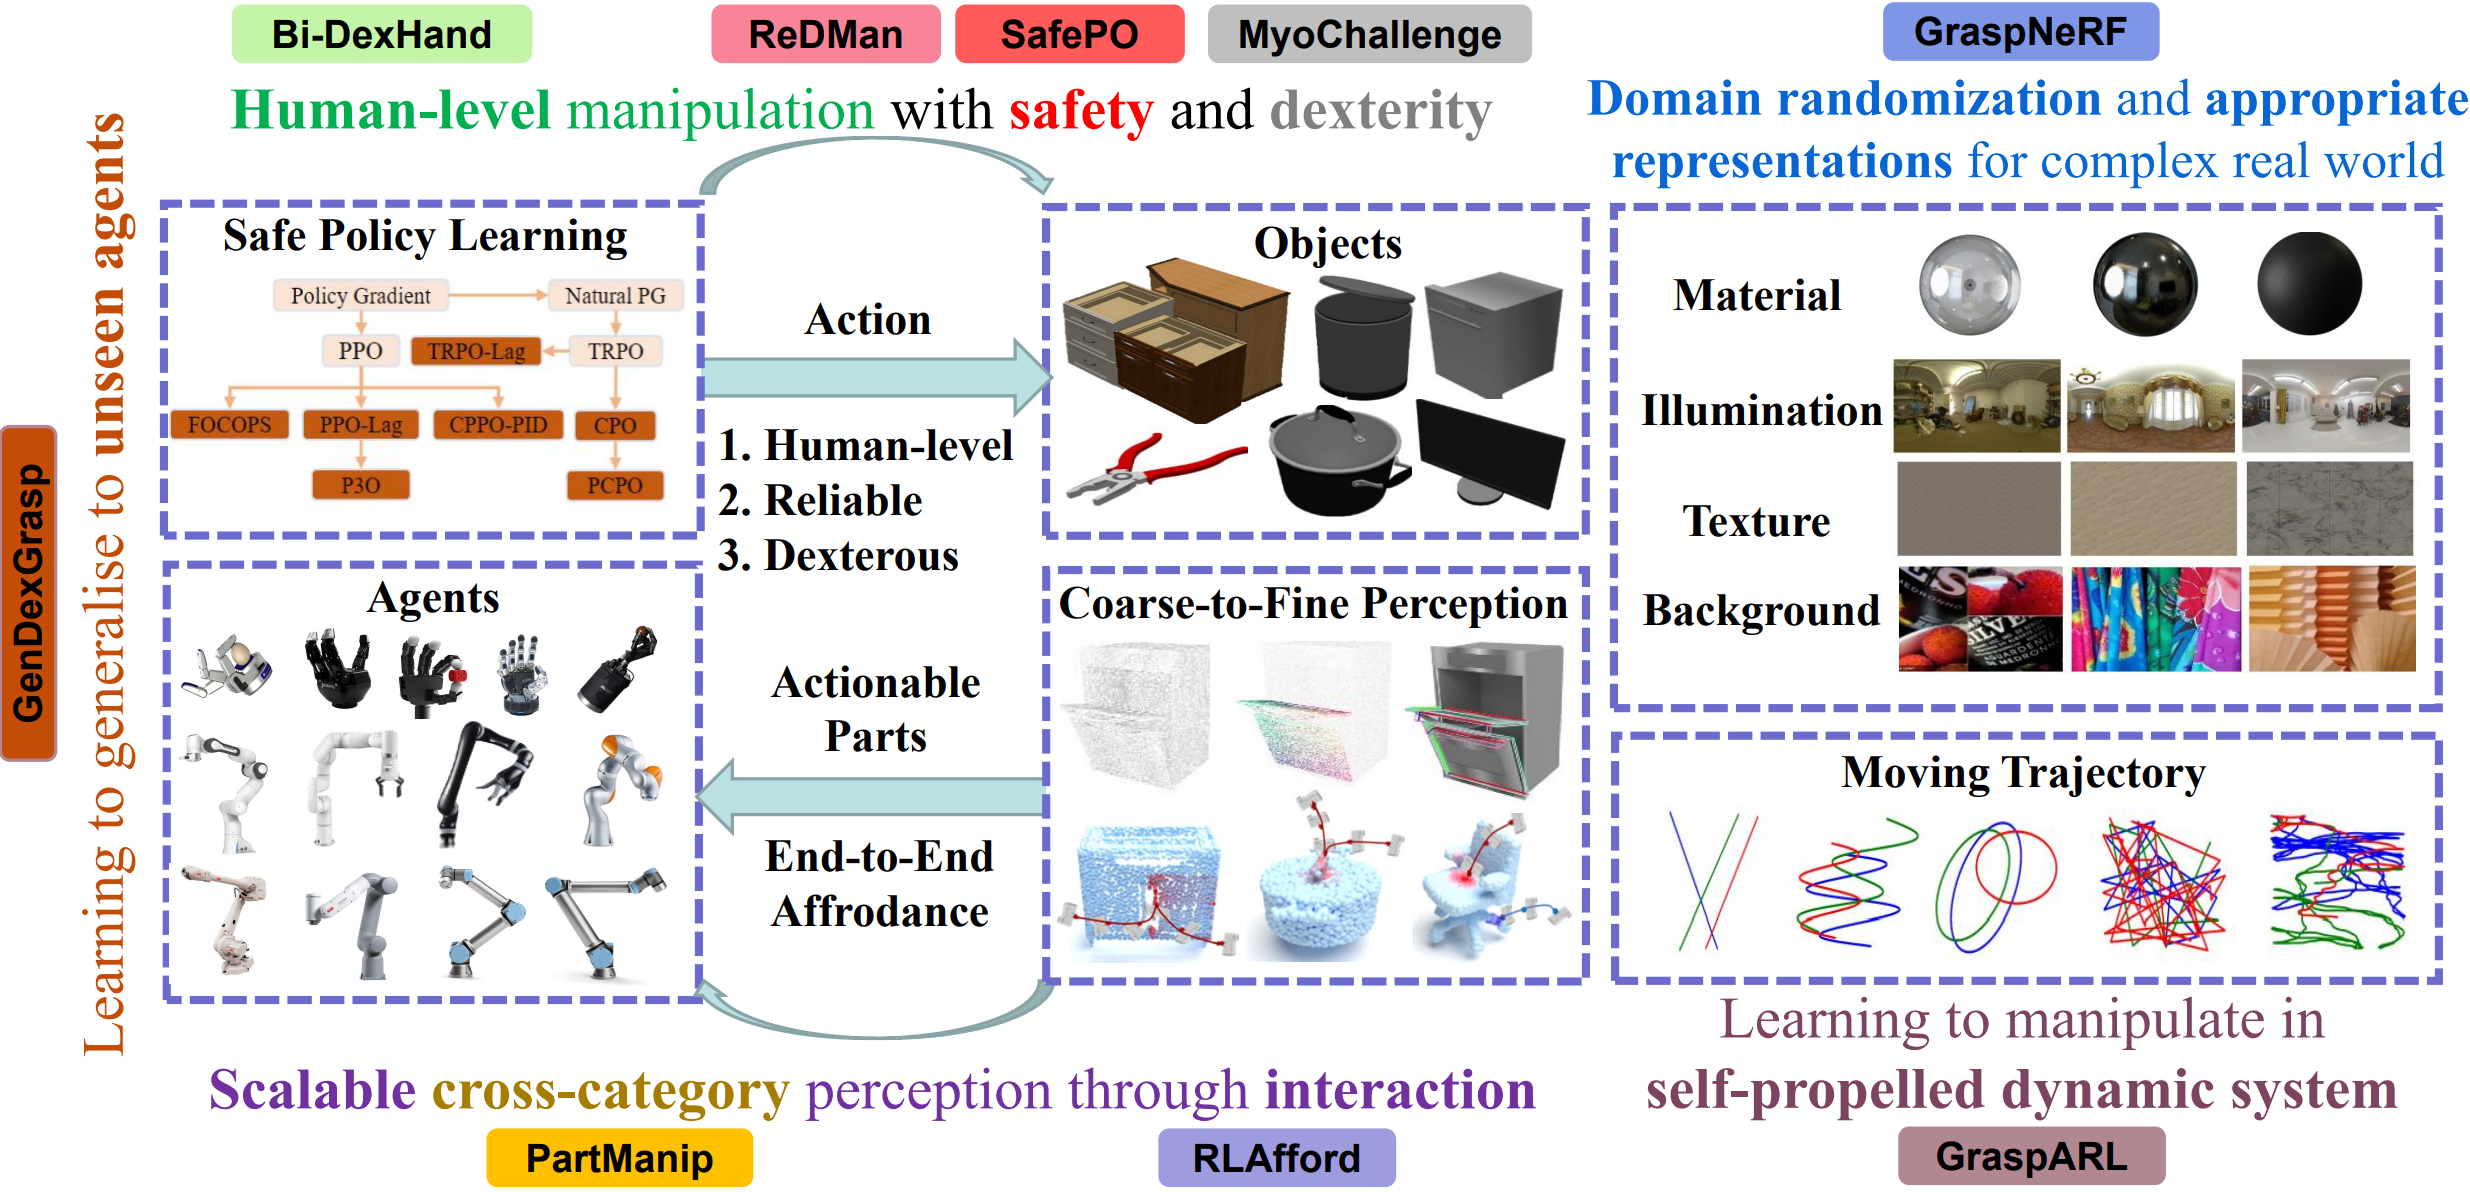 Bi-DexHand
ReDMan
SafePO
MyoChallenge
GraspNeRF
Human-level manipulation with safety and dexterity
Domain randomization and appropriate
representations for complex real world
GenDexGrasp
Learning to generalise to unseen agents
Safe Policy Learning
Policy Gradient
Natural PG
PPO
TRPO-Lag
TRPO
FOCOPS
PPO-Lag
CPPO-PID
CPO
P3O
PCPO
Action
1. Human-level
2. Reliable
3. Dexterous
Objects
Agents
Actionable
Parts
End-to-End
Affrodance
Coarse-to-Fine Perception
Material
Illumination
Texture
Background
Moving Trajectory
Scalable cross-category perception through interaction
Learning to manipulate in
self-propelled dynamic system
PartManip
RLAfford
GraspARL